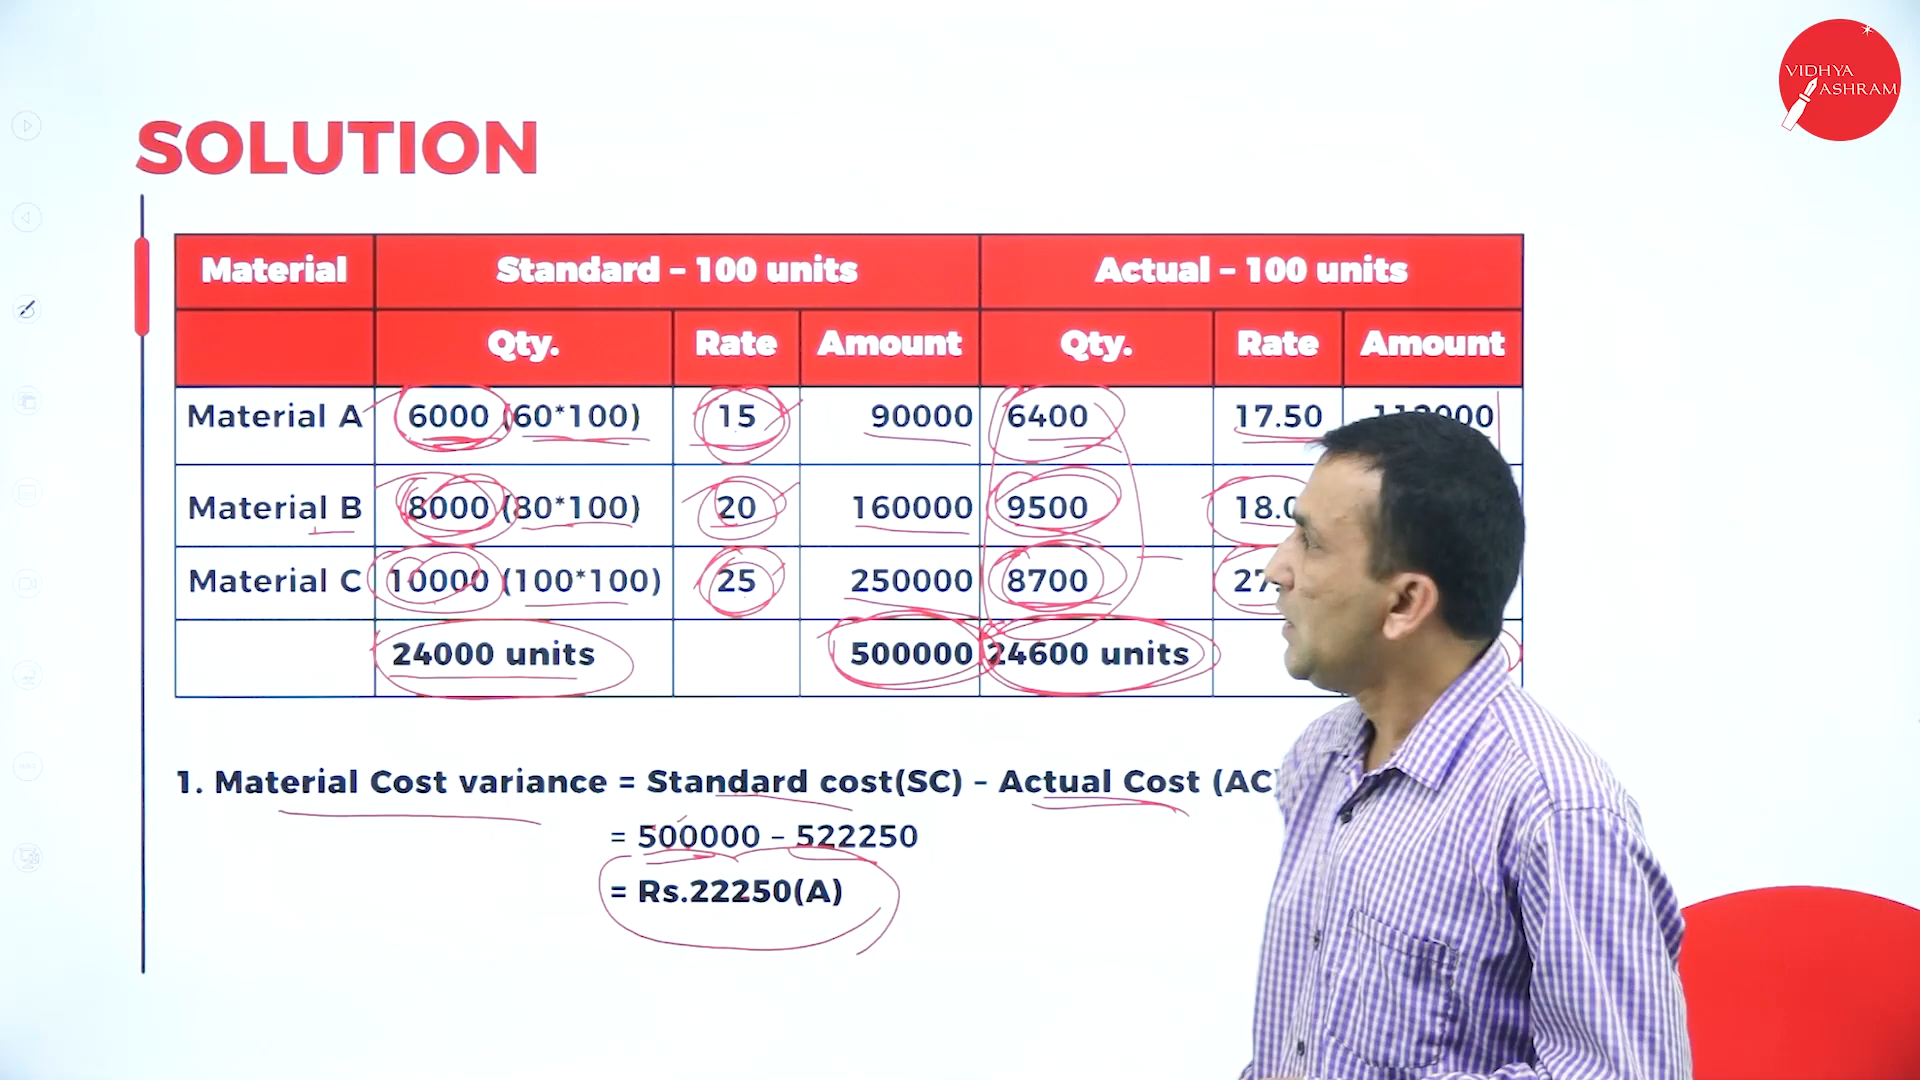 VIDHYA
ASHRAM
SOLUTION
Material Standard – 100 units Actual – 100 units
Qty. Rate Amount Qty. Rate Amount
Material A 6000 (60*100) 15 90000 6400 17.50
Material B 8000 (80*100) 20 160000 9500
Material C 10000 (100*100) 25 250000 8700
24000 units 500000 24600 units
1. Material Cost variance = Standard cost(SC) – Actual Cost (AC)
= 500000 – 522250
= Rs.22250(A)